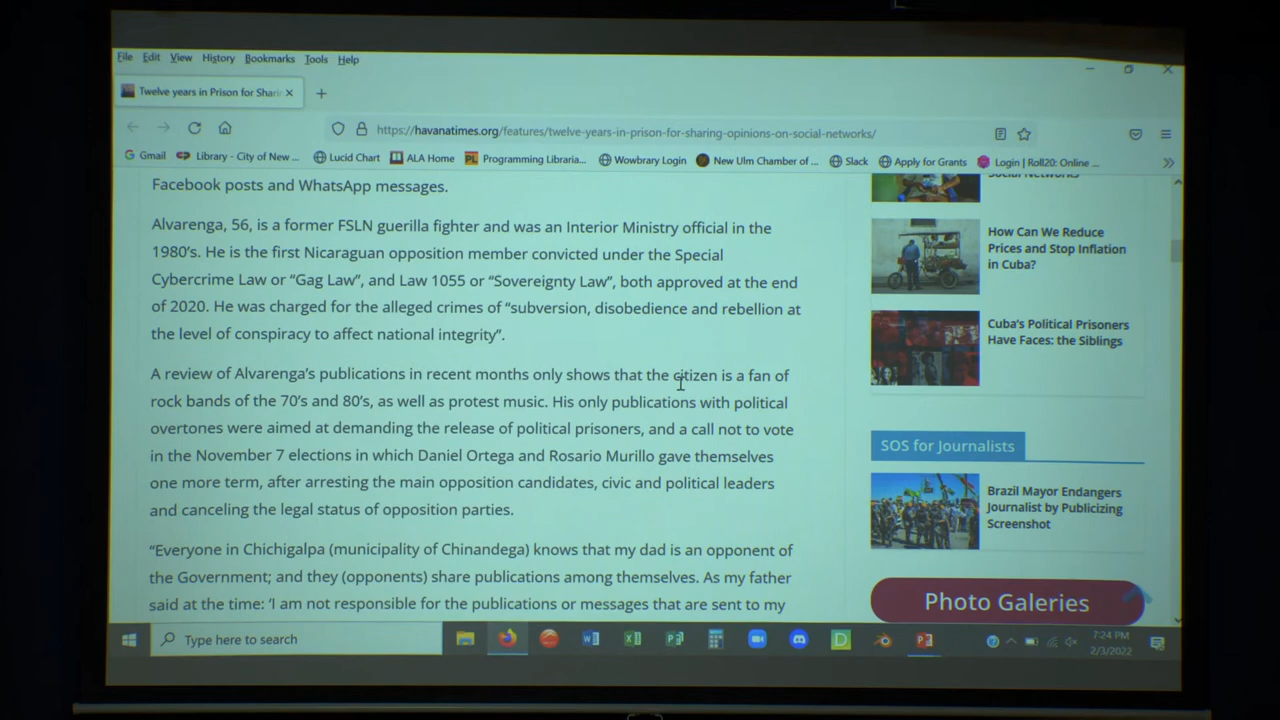 File Edit View History Bookmarks Tools Help
Twelve years in Prison for Sharin
https://havanatimes.org/features/twelve-years-in-prison-for-sharing-opinions-on-social-networks/
Gmail Library - City of New ... Lucid Chart ALA Home Programming Libraria... Wowbrary Login New Ulm Chamber of ... Slack Apply for Grants Login | Roll20: Online ...
Facebook posts and WhatsApp messages.
Alvarenga, 56, is a former FSLN guerilla fighter and was an Interior Ministry official in the
1980’s. He is the first Nicaraguan opposition member convicted under the Special
Cybercrime Law or “Gag Law”, and Law 1055 or “Sovereignty Law”, both approved at the end
of 2020. He was charged for the alleged crimes of “subversion, disobedience and rebellion at
the level of conspiracy to affect national integrity”.
A review of Alvarenga’s publications in recent months only shows that the citizen is a fan of
rock bands of the 70’s and 80’s, as well as protest music. His only publications with political
overtones were aimed at demanding the release of political prisoners, and a call not to vote
in the November 7 elections in which Daniel Ortega and Rosario Murillo gave themselves
one more term, after arresting the main opposition candidates, civic and political leaders
and canceling the legal status of opposition parties.
“Everyone in Chichigalpa (municipality of Chinandega) knows that my dad is an opponent of
the Government; and they (opponents) share publications among themselves. As my father
said at the time: ‘I am not responsible for the publications or messages that are sent to my
Social Networks
How Can We Reduce
Prices and Stop Inflation
in Cuba?
Cuba’s Political Prisoners
Have Faces: the Siblings
SOS for Journalists
Brazil Mayor Endangers
Journalist by Publicizing
Screenshot
Photo Galeries
Type here to search
7:24 PM
2/3/2022